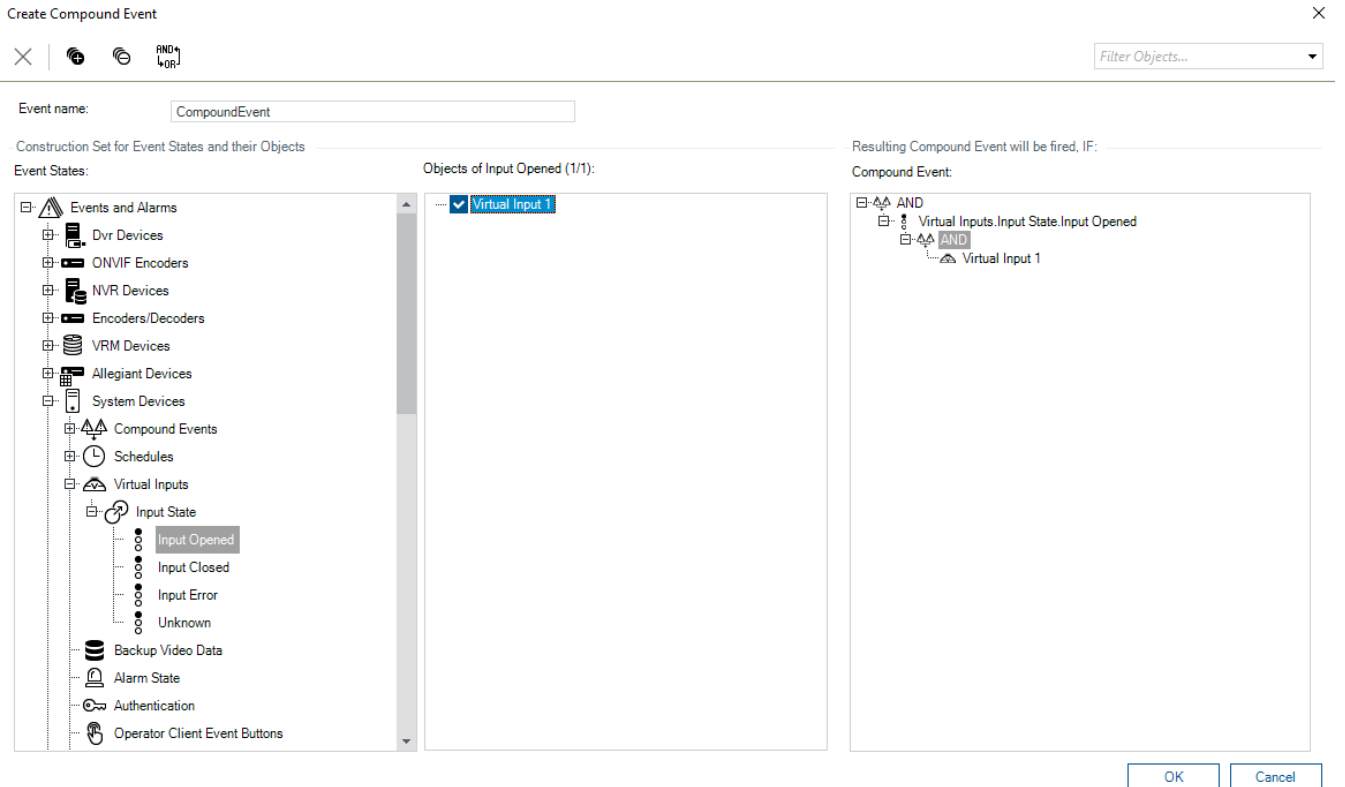 Create Compound Event
AND
OR
Filter Objects...
Event name:
CompoundEvent
Construction Set for Event States and their Objects
Resulting Compound Event will be fired, IF:
Event States:
Objects of Input Opened (1/1):
Compound Event:
Events and Alarms
Dvr Devices
ONVIF Encoders
NVR Devices
Encoders/Decoders
VRM Devices
Allegiant Devices
System Devices
Compound Events
Schedules
Virtual Inputs
Input State
Input Opened
Input Closed
Input Error
Unknown
Backup Video Data
Alarm State
Authentication
Operator Client Event Buttons
Virtual Input 1
AND
Virtual Inputs.Input State.Input Opened
AND
Virtual Input 1
OK
Cancel